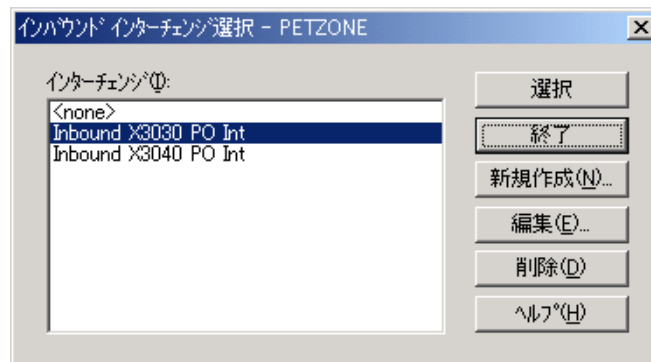 インバウンド インターチェンジ選択 - PETZONE
インターチェンジ(I):
<none>
Inbound X3030 PO Int
Inbound X3040 PO Int
選択
終了
新規作成(N)...
編集(E)...
削除(D)
ヘルプ(H)